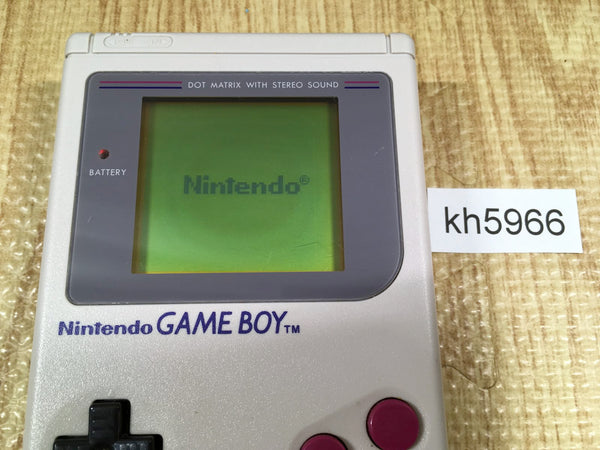 DOT MATRIX WITH STEREO SOUND
BATTERY
Nintendo®
kh5966
Nintendo GAME BOY™